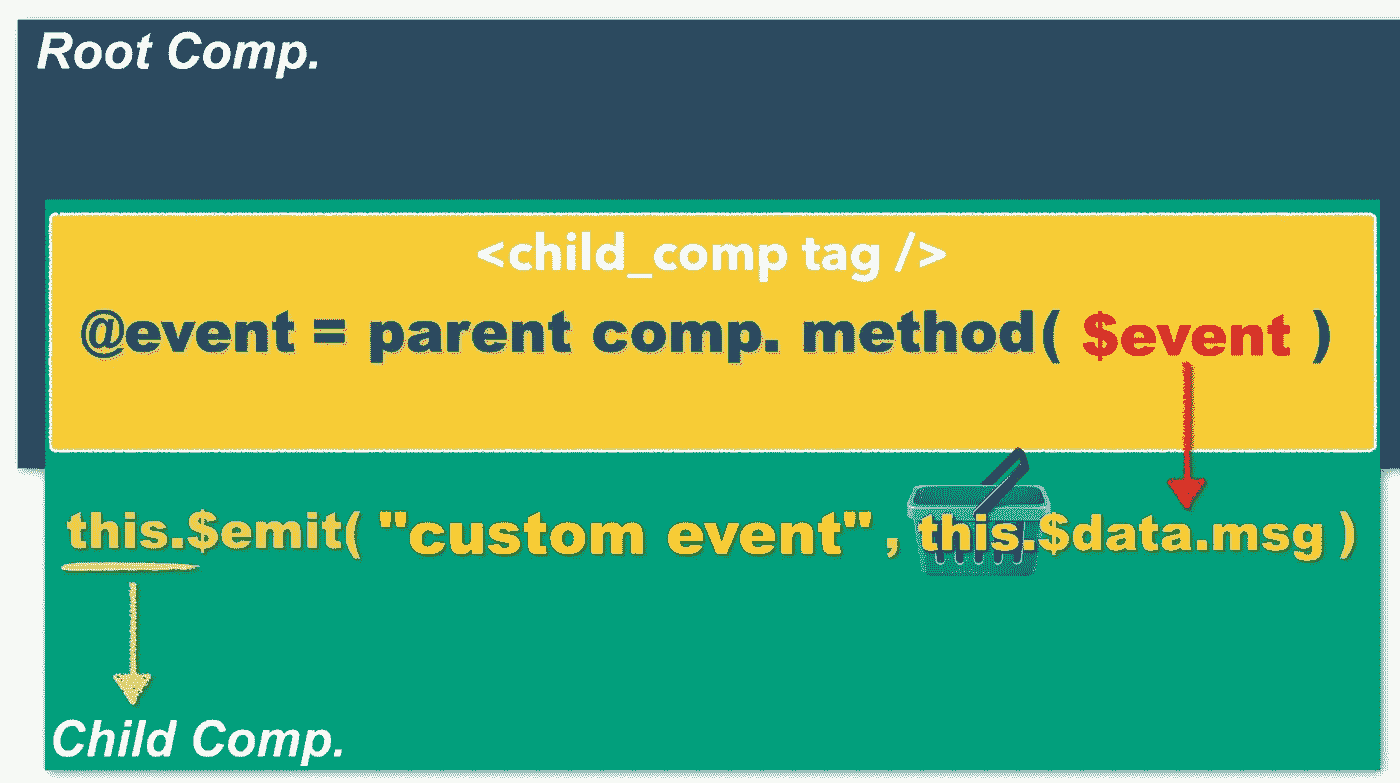 Root Comp.
<child_comp tag />
@event = parent comp. method( $event )
this.$emit( "custom event" , this.$data.msg )
Child Comp.